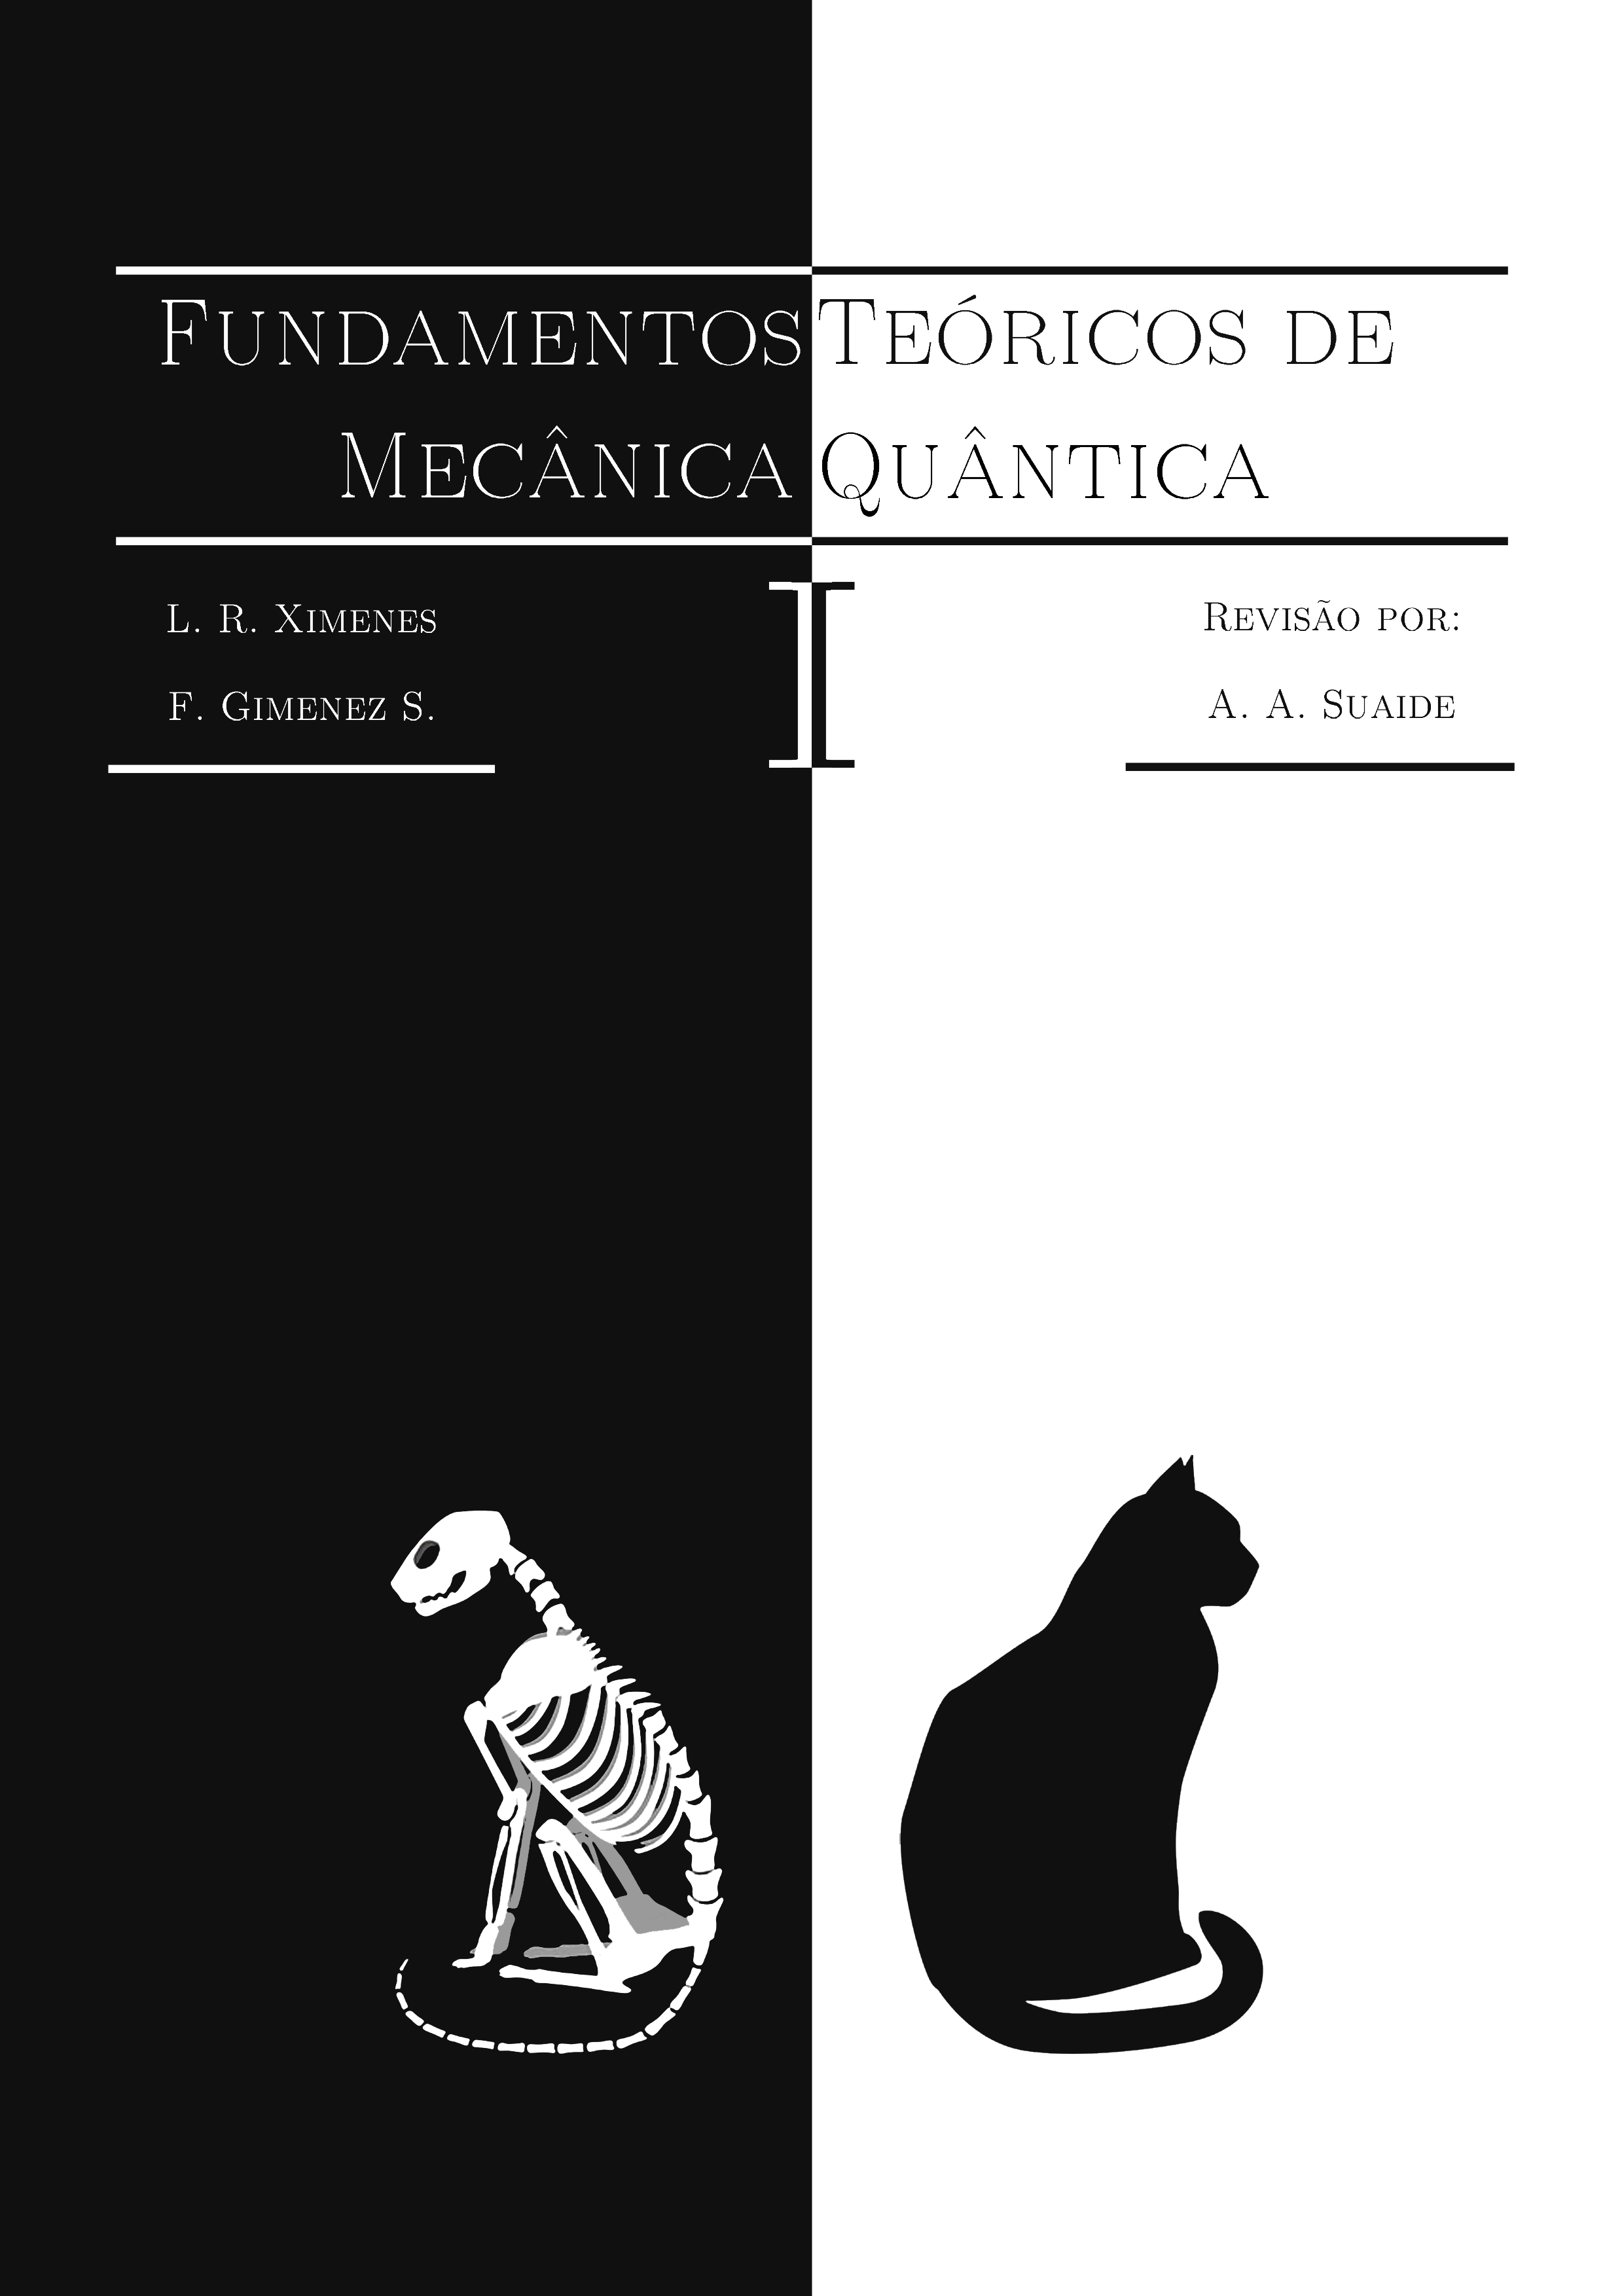 Fundamentos Teóricos de
Mecânica Quântica
I
L. R. Ximenes
F. Gimenez S.
Revisão por:
A. A. Suaide